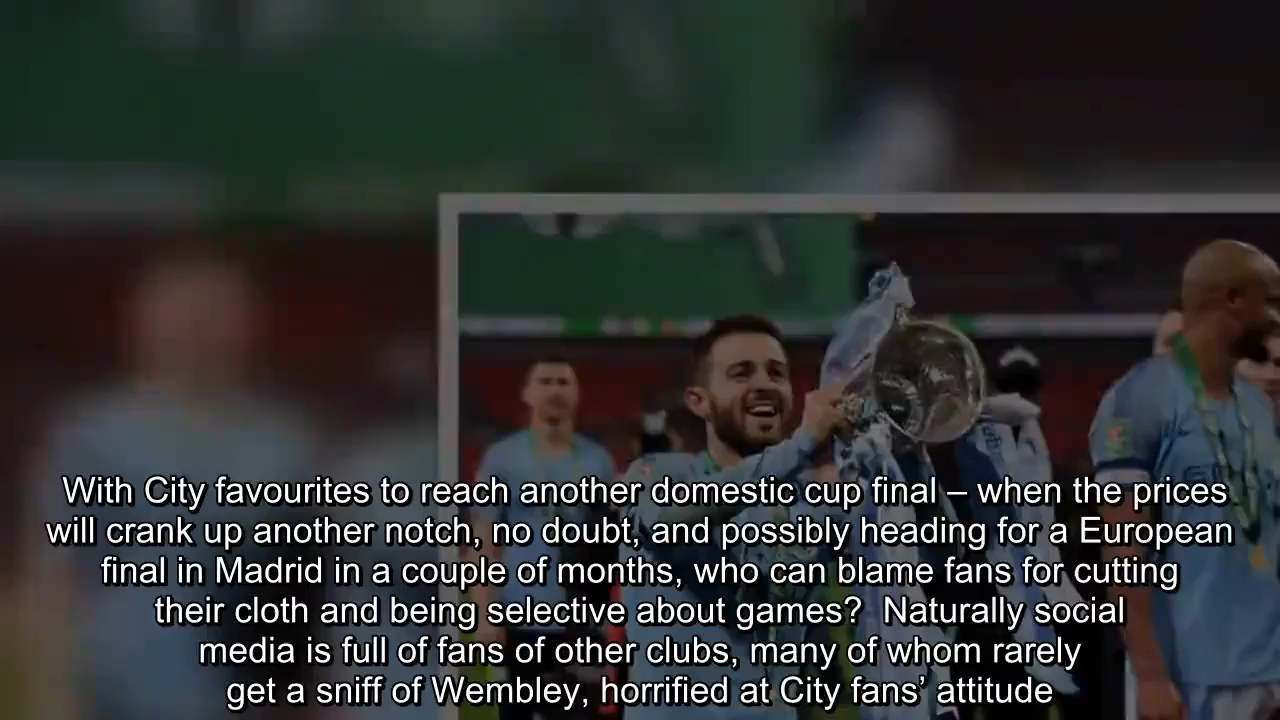 With City favourites to reach another domestic cup final – when the prices
will crank up another notch, no doubt, and possibly heading for a European
final in Madrid in a couple of months, who can blame fans for cutting
their cloth and being selective about games?  Naturally social
media is full of fans of other clubs, many of whom rarely
get a sniff of Wembley, horrified at City fans’ attitude